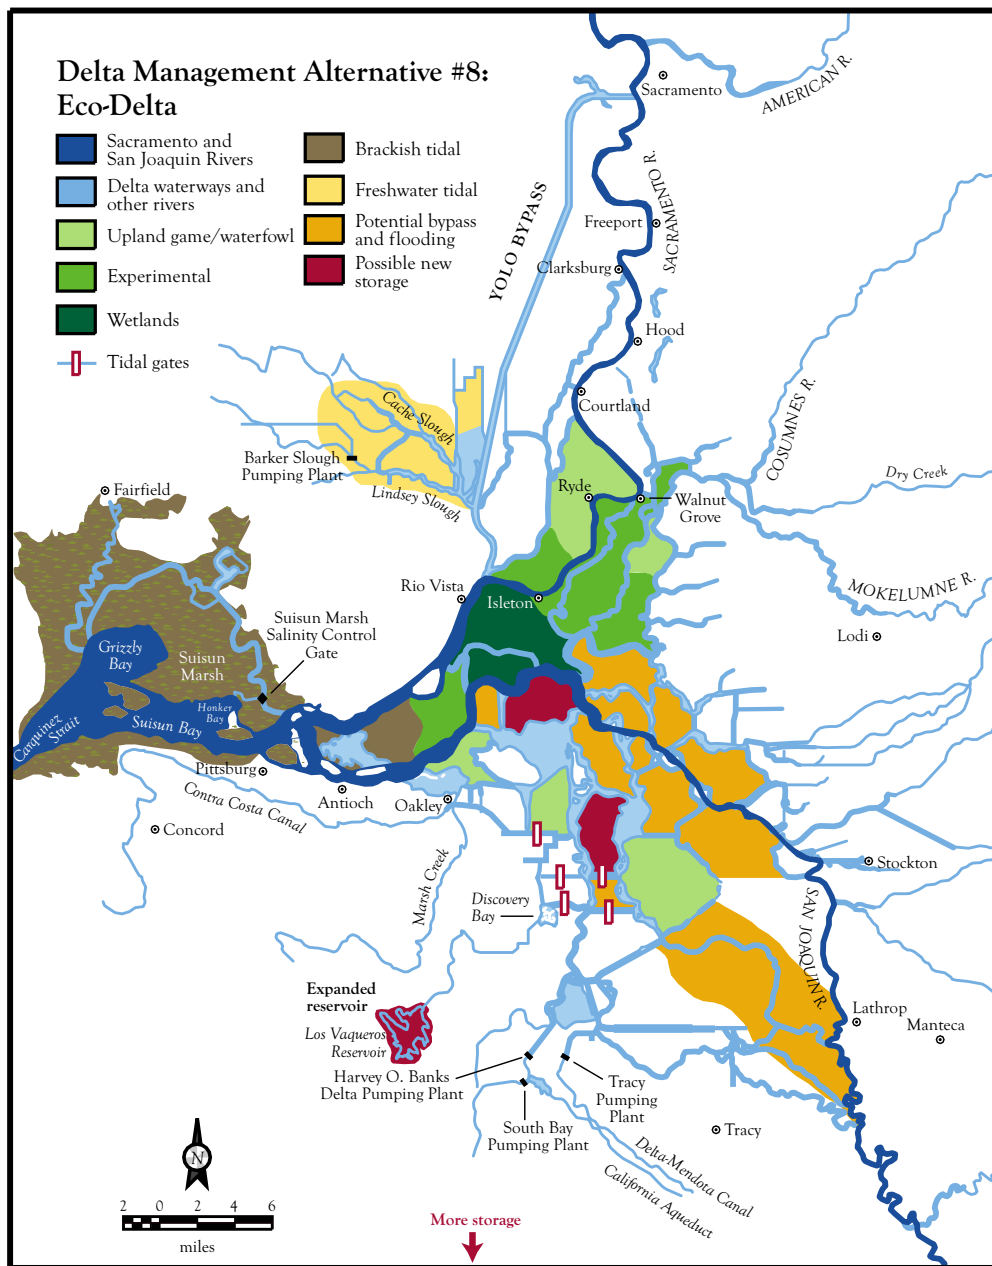 Delta Management Alternative #8:
Eco-Delta
Sacramento and
San Joaquin Rivers
Delta waterways and
other rivers
Upland game/waterfowl
Experimental
Wetlands
Tidal gates
Brackish tidal
Freshwater tidal
Potential bypass
and flooding
Possible new
storage
Sacramento
AMERICAN R.
SACRAMENTO R.
YOLO BYPASS
Freeport
Clarksburg
Hood
Courtland
COSUMNES R.
Dry Creek
Cache Slough
Barker Slough
Pumping Plant
Lindsey Slough
Ryde
Walnut
Grove
Fairfield
Rio Vista
Isleton
MOKELUMNE R.
Lodi
Suisun Marsh
Salinity Control
Gate
Grizzly
Bay
Suisun
Marsh
Honker
Bay
Suisun Bay
Carquinez
Strait
Pittsburg
Antioch
Oakley
Contra Costa Canal
Concord
Marsh Creek
Discovery
Bay
Stockton
SAN JOAQUIN R.
Expanded
reservoir
Los Vaqueros
Reservoir
Lathrop
Manteca
Harvey O. Banks
Delta Pumping Plant
Tracy
Pumping
Plant
South Bay
Pumping Plant
Tracy
Delta-Mendota Canal
California Aqueduct
N
2 0 2 4 6
miles
More storage